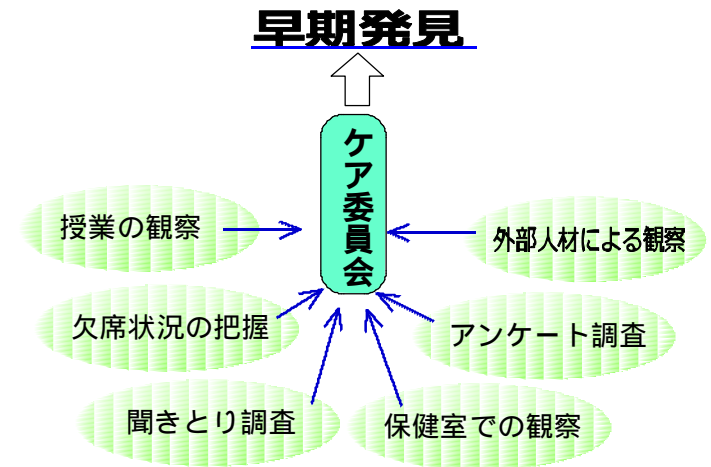 早期発見
ケア委員会
授業の観察
外部人材による観察
欠席状況の把握
アンケート調査
聞きとり調査
保健室での観察